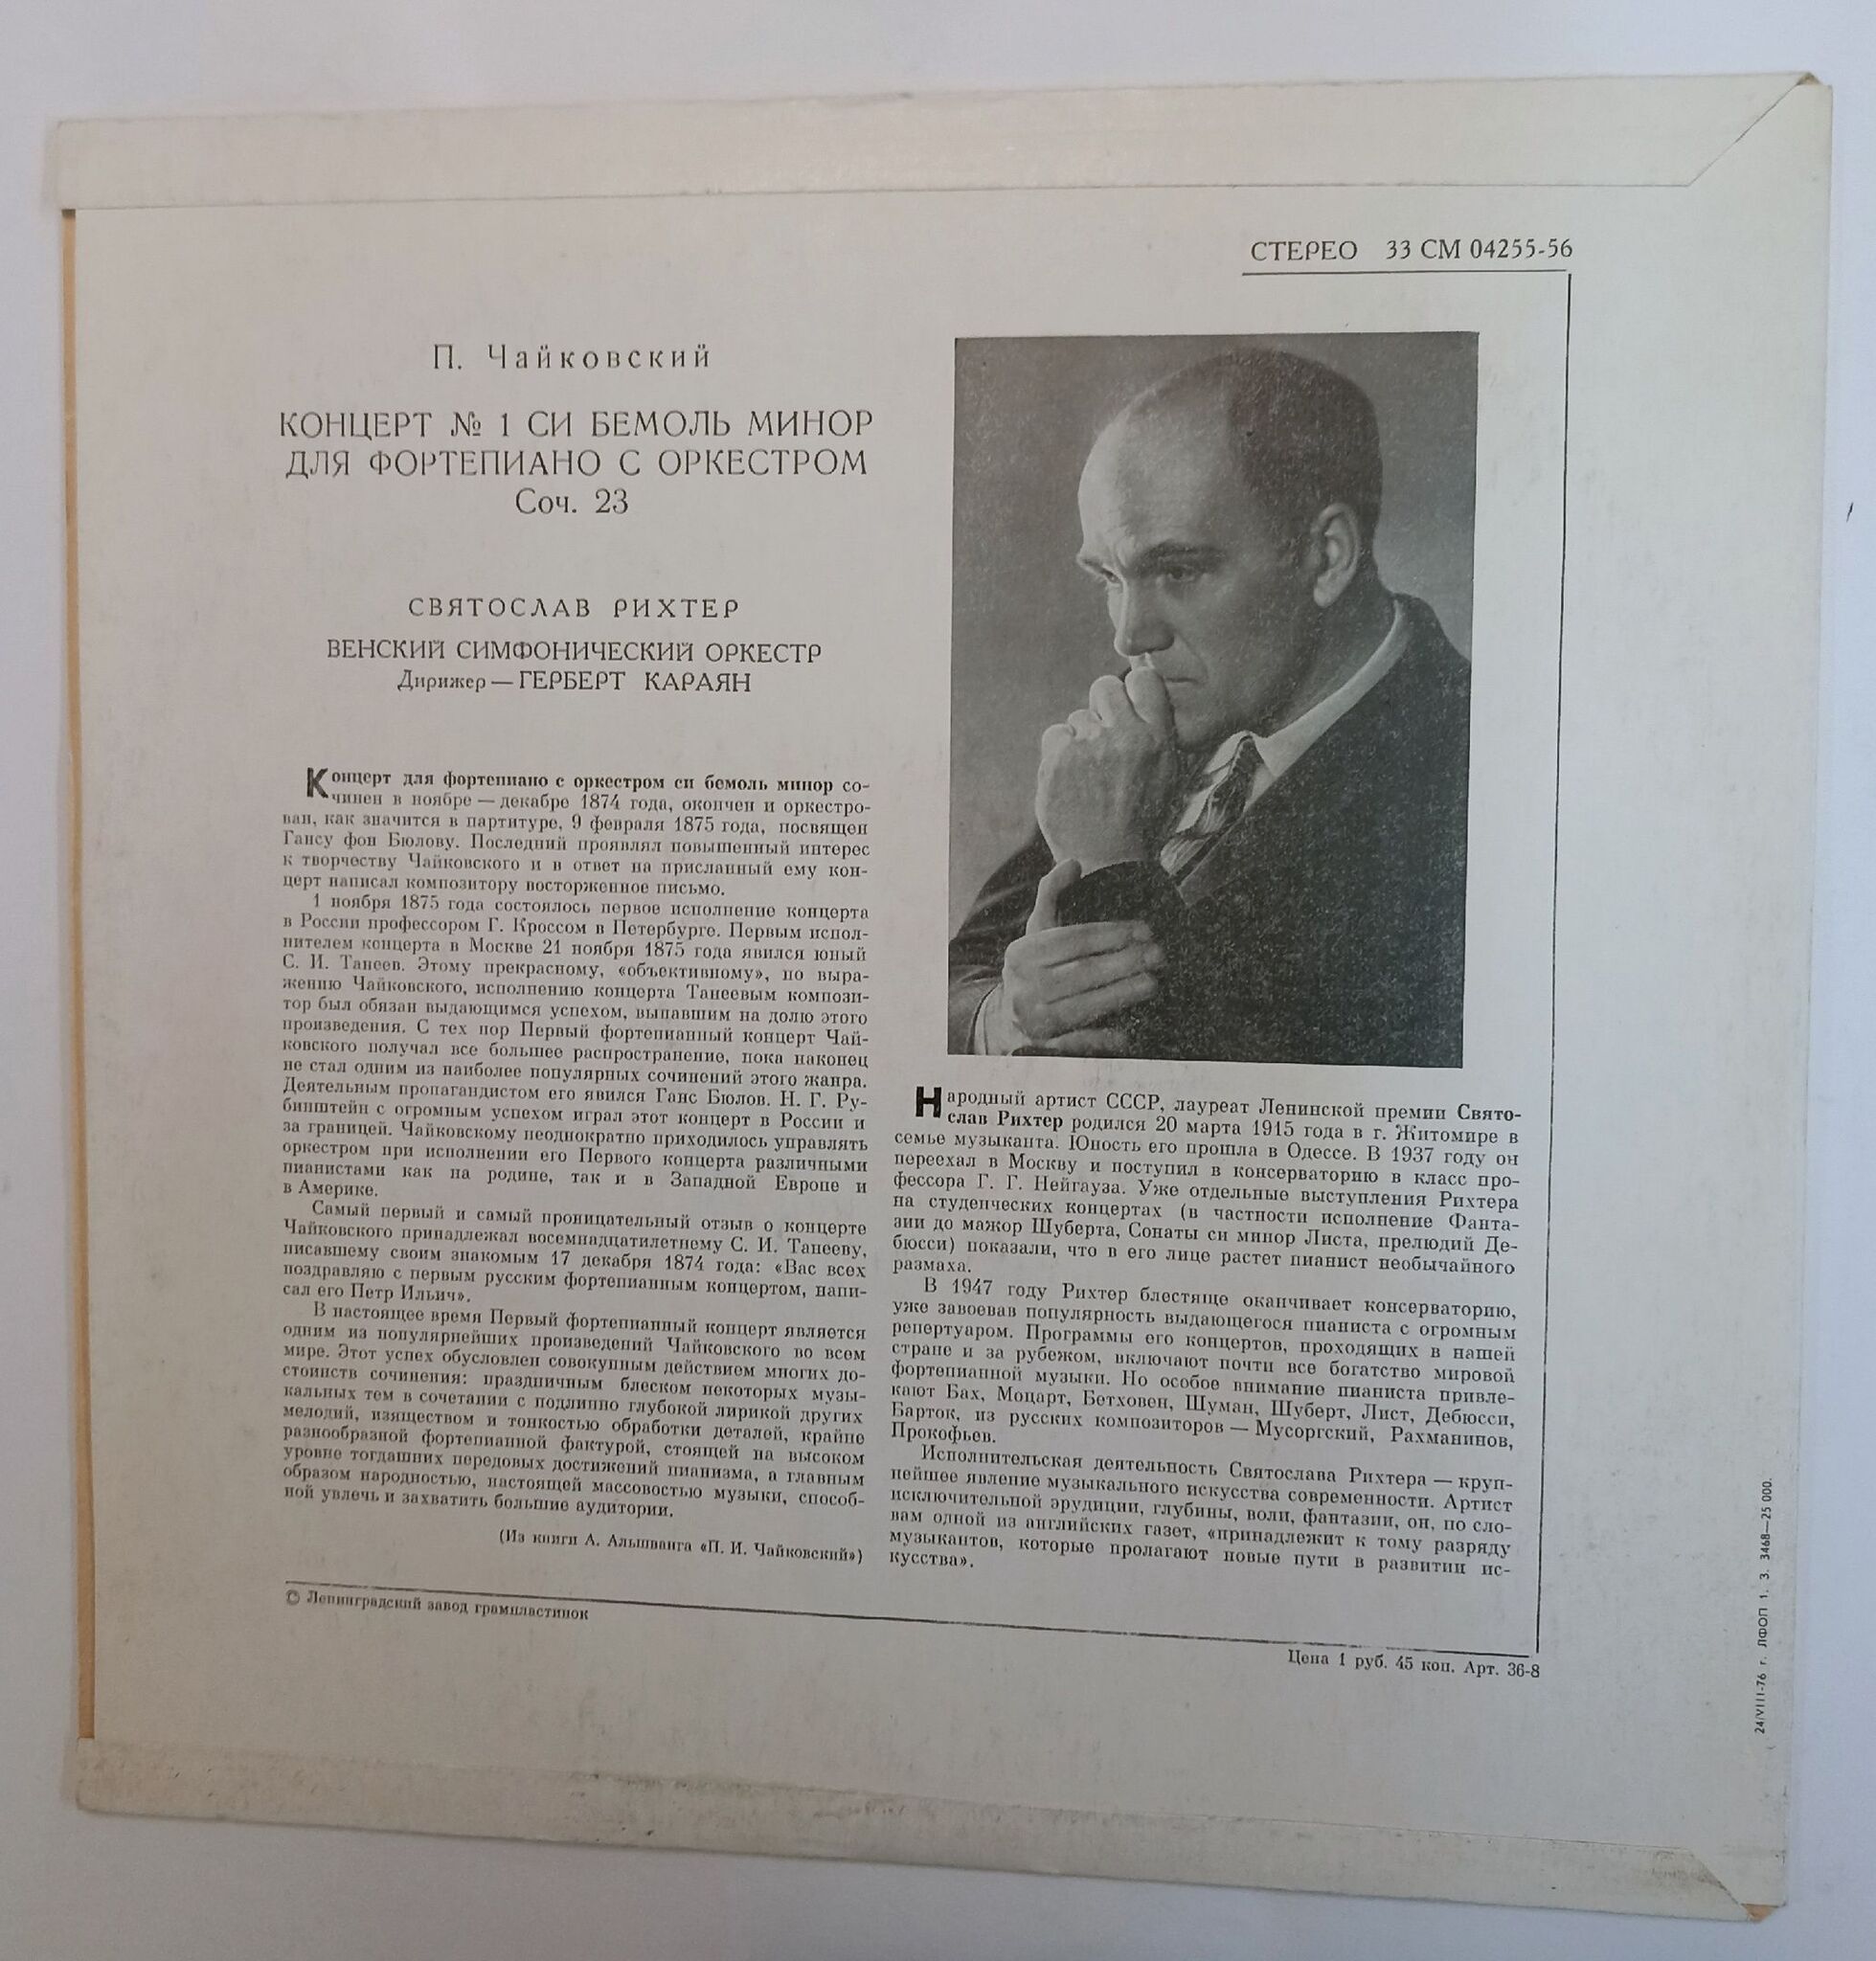 СТЕРЕО 33 СМ 04255-56
П. Чайковский
КОНЦЕРТ № 1 СИ БЕМОЛЬ МИНОР
ДЛЯ ФОРТЕПИАНО С ОРКЕСТРОМ
Соч. 23
СВЯТОСЛАВ РИХТЕР
ВЕНСКИЙ СИМФОНИЧЕСКИЙ ОРКЕСТР
Дирижер — ГЕРБЕРТ КАРАЯН
Концерт для фортепиано с оркестром си бемоль минор со-
чинен в ноябре — декабре 1874 года, окончен и оркестро-
ван, как значится в партитуре, 9 февраля 1875 года, посвящен
Гансу фон Бюлову. Последний проявлял повышенный интерес
к творчеству Чайковского и в ответ на присланный ему кон-
церт написал композитору восторженное письмо.
1 ноября 1875 года состоялось первое исполнение концерта
в России профессором Г. Кроссом в Петербурге. Первым испол-
нителем концерта в Москве 21 ноября 1875 года явился юный
С. И. Танеев. Этому прекрасному, «объективному», по выра-
жению Чайковского, исполнению концерта Танеевым компози-
тор был обязан выдающимся успехом, выпавшим на долю этого
произведения. С тех пор Первый фортепианный концерт Чай-
ковского получал все большее распространение, пока наконец
не стал одним из наиболее популярных сочинений этого жанра.
Деятельным пропагандистом его явился Ганс Бюлов. Н. Г. Ру-
бинштейн с огромным успехом играл этот концерт в России и
за границей. Чайковскому неоднократно приходилось управлять
оркестром при исполнении его Первого концерта различными
пианистами как на родине, так и в Западной Европе и
в Америке.
Самый первый и самый проницательный отзыв о концерте
Чайковского принадлежал восемнадцатилетнему С. И. Танееву,
писавшему своим знакомым 17 декабря 1874 года: «Вас всех
поздравляю с первым русским фортепианным концертом, напи-
сал его Петр Ильич».
В настоящее время Первый фортепианный концерт является
одним из популярнейших произведений Чайковского во всем
мире. Этот успех обусловлен совокупным действием многих до-
стоинств сочинения: праздничным блеском некоторых музы-
кальных тем в сочетании с подлинно глубокой лирикой других
мелодий, изяществом и тонкостью обработки деталей, крайне
разнообразной фортепианной фактурой, стоящей на высоком
уровне тогдашних передовых достижений пианизма, а главным
образом народностью, настоящей массовостью музыки, способ-
ной увлечь и захватить большие аудитории.
(Из книги А. Альшванга «П. И. Чайковский»)
Народный артист СССР, лауреат Ленинской премии Свято-
слав Рихтер родился 20 марта 1915 года в г. Житомире в
семье музыканта. Юность его прошла в Одессе. В 1937 году он
переехал в Москву и поступил в консерваторию в класс про-
фессора Г. Г. Нейгауза. Уже отдельные выступления Рихтера
на студенческих концертах (в частности исполнение Фанта-
зии до мажор Шуберта, Сонаты си минор Листа, прелюдий Де-
бюсси) показали, что в его лице растет пианист необычайного
размаха.
В 1947 году Рихтер блестяще оканчивает консерваторию,
уже завоевав популярность выдающегося пианиста с огромным
репертуаром. Программы его концертов, проходящих в нашей
стране и за рубежом, включают почти все богатство мировой
фортепианной музыки. Но особое внимание пианиста привле-
кают Бах, Моцарт, Бетховен, Шуман, Шуберт, Лист, Дебюсси,
Барток, из русских композиторов — Мусоргский, Рахманинов,
Прокофьев.
Исполнительская деятельность Святослава Рихтера — круп-
нейшее явление музыкального искусства современности. Артист
исключительной эрудиции, глубины, воли, фантазии, он, по сло-
вам одной из английских газет, «принадлежит к тому разряду
музыкантов, которые пролагают новые пути в развитии ис-
кусства».
© Ленинградский завод грампластинок
Цена 1 руб. 45 коп. Арт. 36-8
24/VIII-76 г. ЛФОП 1. З. 3468—25 000.